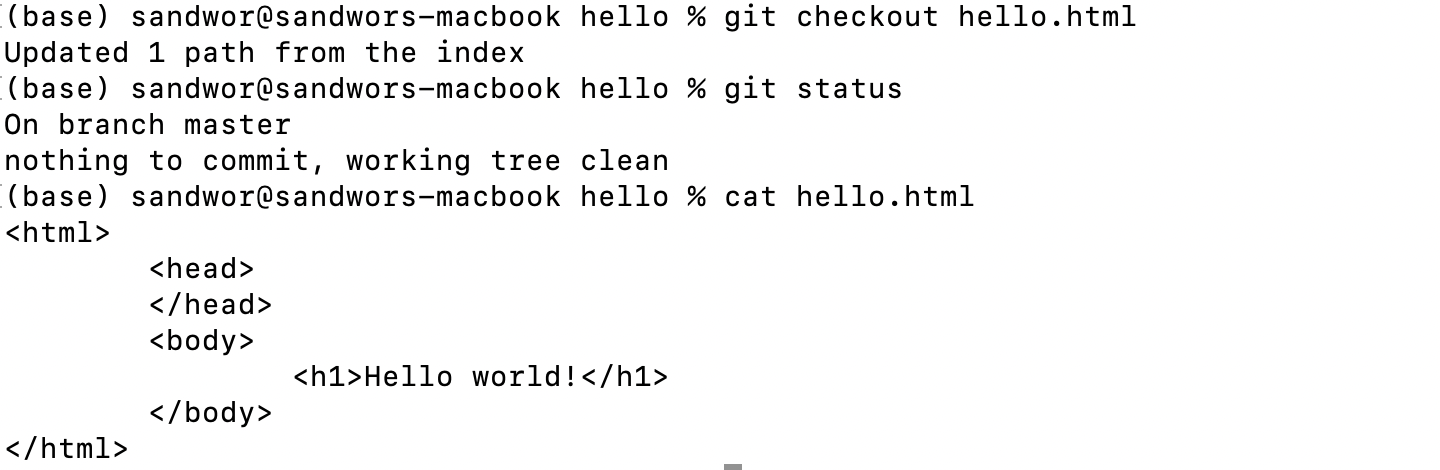 (base) sandwor@sandwors-macbook hello % git checkout hello.html
Updated 1 path from the index
(base) sandwor@sandwors-macbook hello % git status
On branch master
nothing to commit, working tree clean
(base) sandwor@sandwors-macbook hello % cat hello.html
<html>
        <head>
        </head>
        <body>
                <h1>Hello world!</h1>
        </body>
</html>